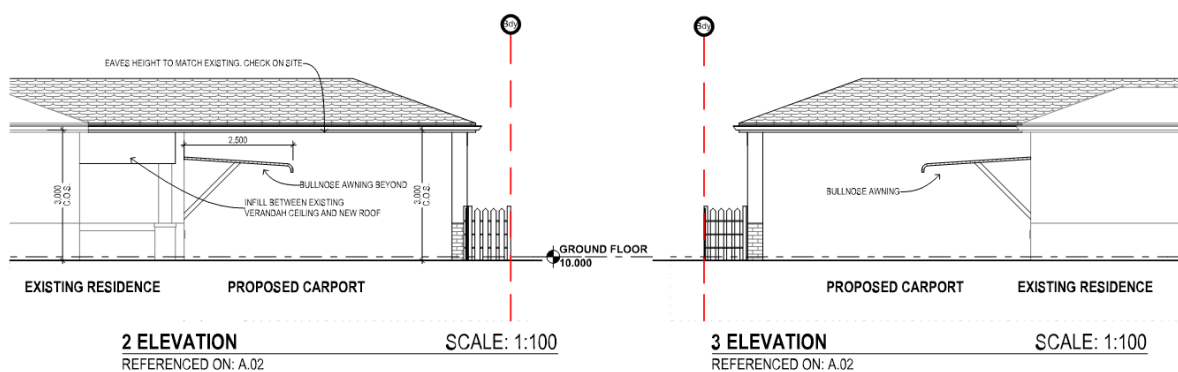 Bdy
EAVES HEIGHT TO MATCH EXISTING. CHECK ON SITE
2,500
BULLNOSE AWNING BEYOND
3,000
C.O.S.
3,000
C.O.S.
INFILL BETWEEN EXISTING
VERANDAH CEILING AND NEW ROOF
GROUND FLOOR
10.000
EXISTING RESIDENCE
PROPOSED CARPORT
2 ELEVATION
SCALE: 1:100
REFERENCED ON: A.02
Bdy
BULLNOSE AWNING
PROPOSED CARPORT
EXISTING RESIDENCE
3 ELEVATION
SCALE: 1:100
REFERENCED ON: A.02